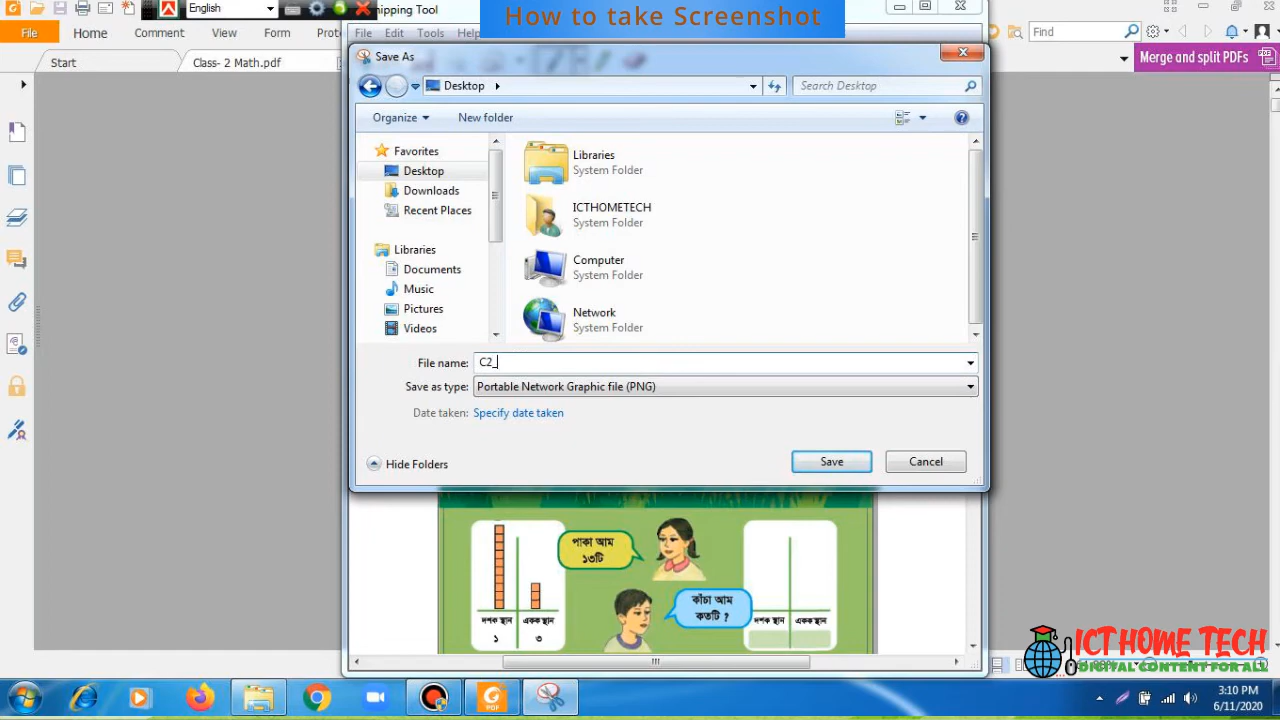 English
nipping Tool
How to take Screenshot
File
Home
Comment
View
Form
Prote
File
Edit
Tools
Help
Find
Start
Class- 2 Math.pdf
Merge and split PDFs
Save As
Desktop
Search Desktop
Organize
New folder
Favorites
Desktop
Downloads
Recent Places
Libraries
Documents
Music
Pictures
Videos
Libraries
System Folder
ICTHOMETECH
System Folder
Computer
System Folder
Network
System Folder
File name:
C2_
Save as type:
Portable Network Graphic file (PNG)
Date taken:
Specify date taken
Hide Folders
Save
Cancel
পাকা আম
১৩টি
কাঁচা আম
কতটি ?
দশক স্থান
একক স্থান
১
৩
দশক স্থান
একক স্থান
ICT HOME TECH
DIGITAL CONTENT FOR ALL
PDF
3:10 PM
6/11/2020